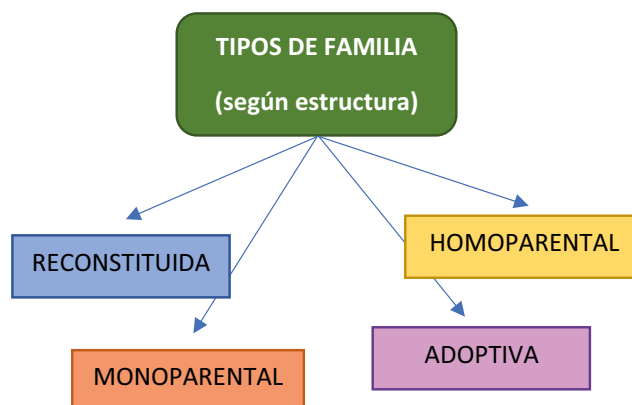 TIPOS DE FAMILIA
(según estructura)
RECONSTITUIDA
HOMOPARENTAL
MONOPARENTAL
ADOPTIVA